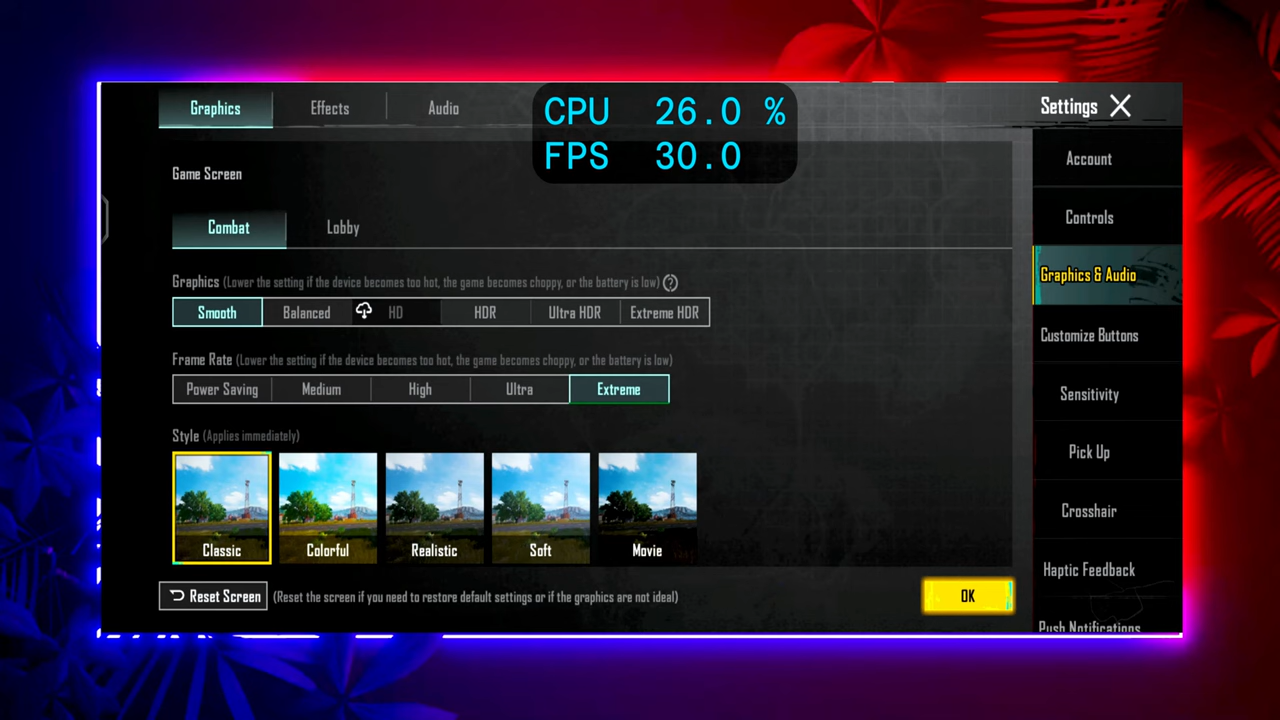 Graphics
Effects
Audio
CPU 26.0 %
FPS 30.0
Settings
Game Screen
Combat
Lobby
Graphics (Lower the setting if the device becomes too hot, the game becomes choppy, or the battery is low)
Smooth
Balanced
HD
HDR
Ultra HDR
Extreme HDR
Frame Rate (Lower the setting if the device becomes too hot, the game becomes choppy, or the battery is low)
Power Saving
Medium
High
Ultra
Extreme
Style (Applies immediately)
Classic
Colorful
Realistic
Soft
Movie
Reset Screen
(Reset the screen if you need to restore default settings or if the graphics are not ideal)
OK
Account
Controls
Graphics & Audio
Customize Buttons
Sensitivity
Pick Up
Crosshair
Haptic Feedback
Push Notifications